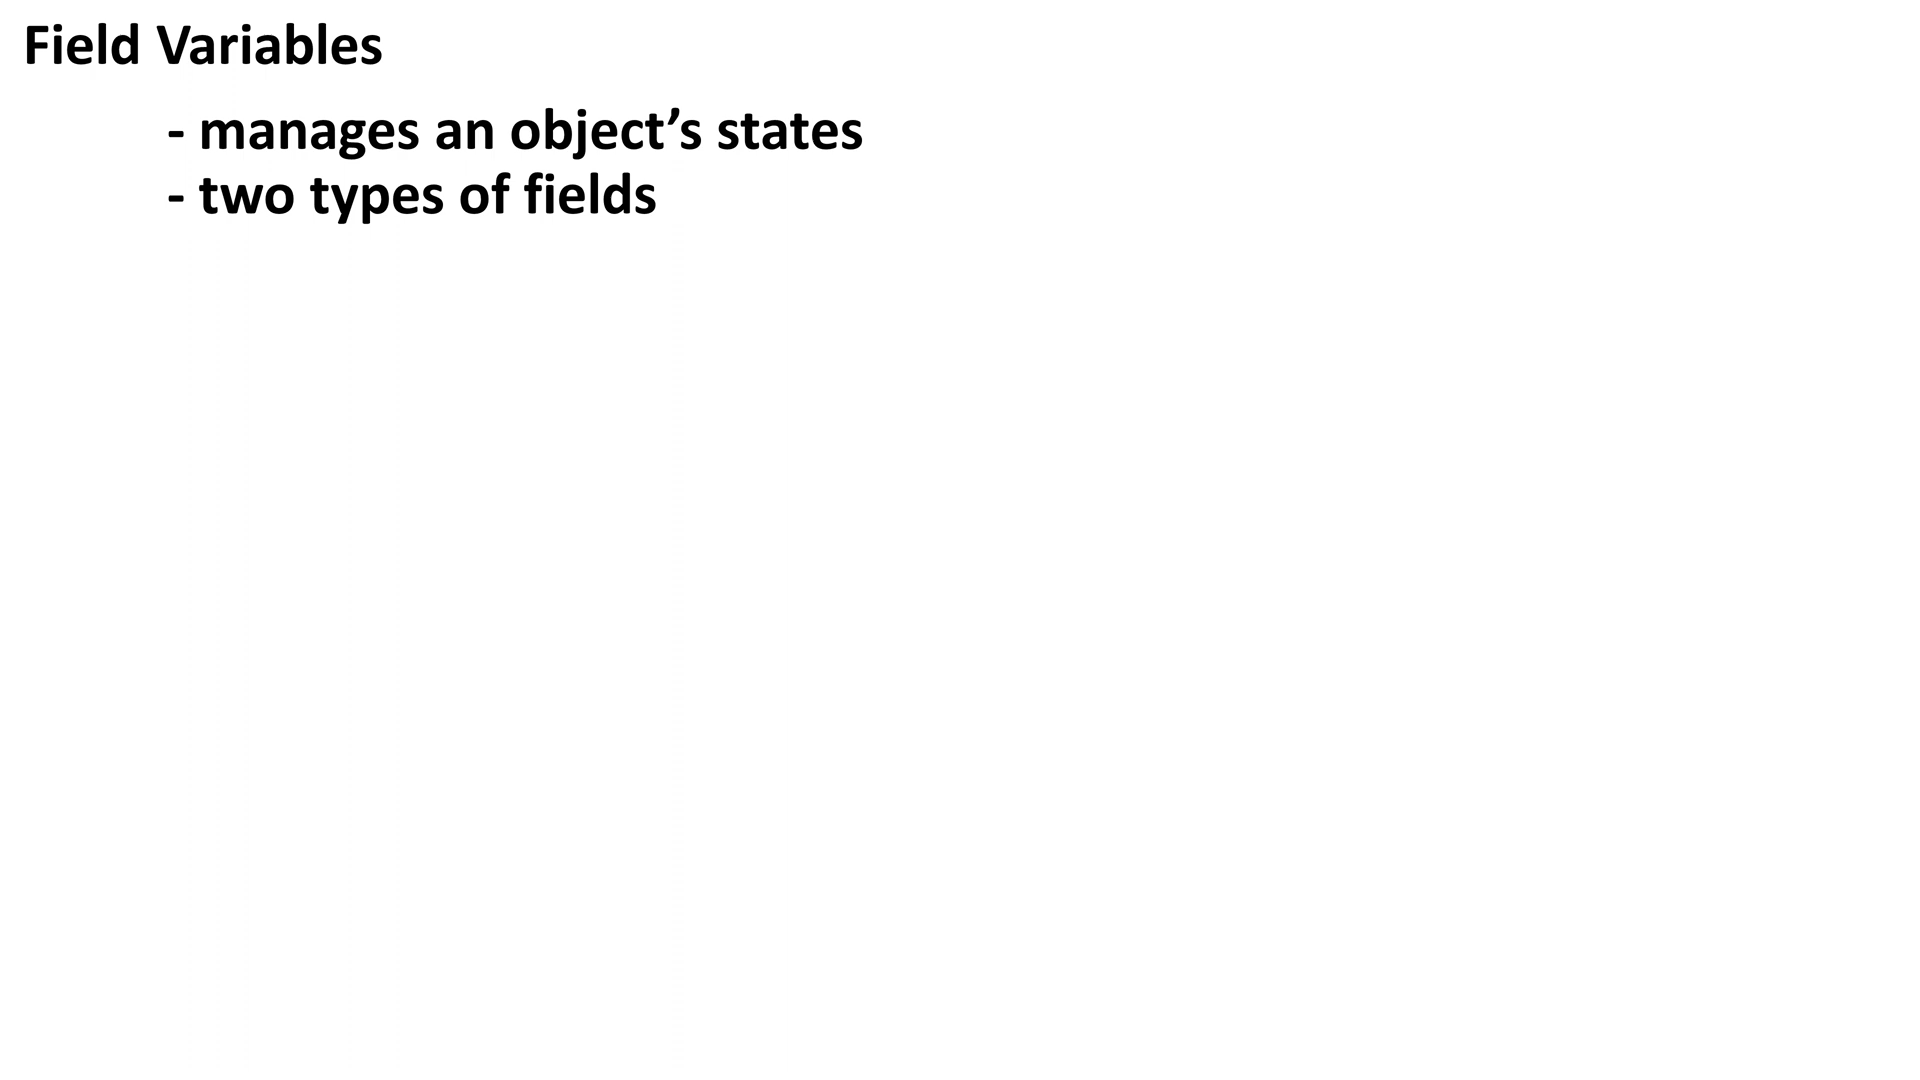 Field Variables
- manages an object’s states
- two types of fields